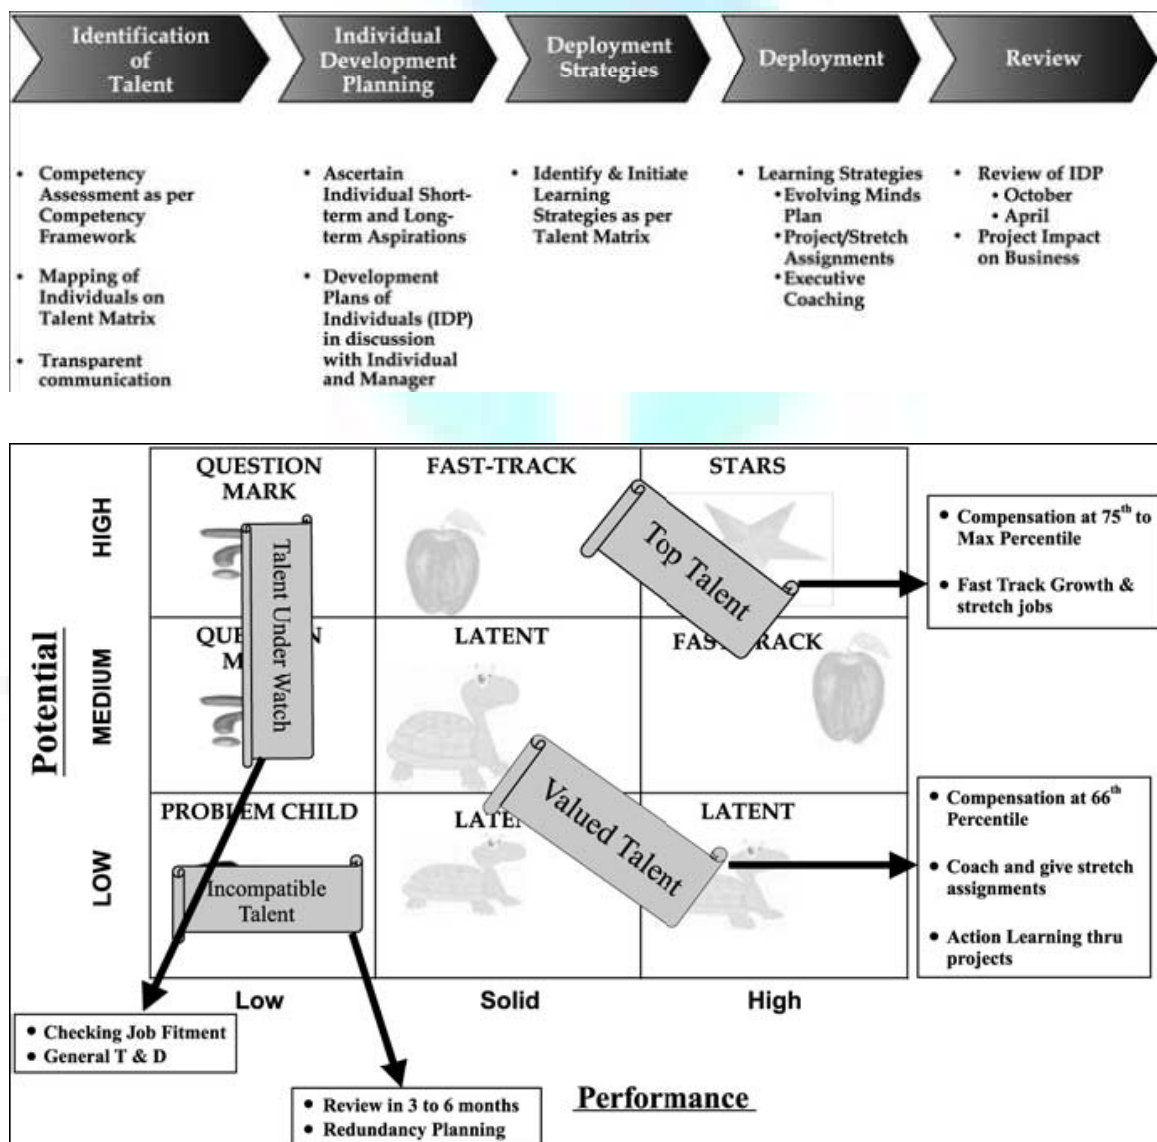 Identification
of
Talent
Individual
Development
Planning
Deployment
Strategies
Deployment
Review
• Competency
Assessment as per
Competency
Framework
• Mapping of
Individuals on
Talent Matrix
• Transparent
communication
• Ascertain
Individual Short-
term and Long-
term Aspirations
• Development
Plans of
Individuals (IDP)
in discussion
with Individual
and Manager
• Identify & Initiate
Learning
Strategies as per
Talent Matrix
• Learning Strategies
• Evolving Minds
Plan
• Project/Stretch
Assignments
• Executive
Coaching
• Review of IDP
• October
• April
• Project Impact
on Business
Potential
HIGH
MEDIUM
LOW
QUESTION
MARK
FAST-TRACK
STARS
Talent Under Watch
Top Talent
• Compensation at 75th to
Max Percentile
• Fast Track Growth &
stretch jobs
LATENT
PROBLEM CHILD
LATENT
Valued Talent
Incompatible
Talent
• Compensation at 66th
Percentile
• Coach and give stretch
assignments
• Action Learning thru
projects
Low
Solid
High
• Checking Job Fitment
• General T & D
• Review in 3 to 6 months
• Redundancy Planning
Performance